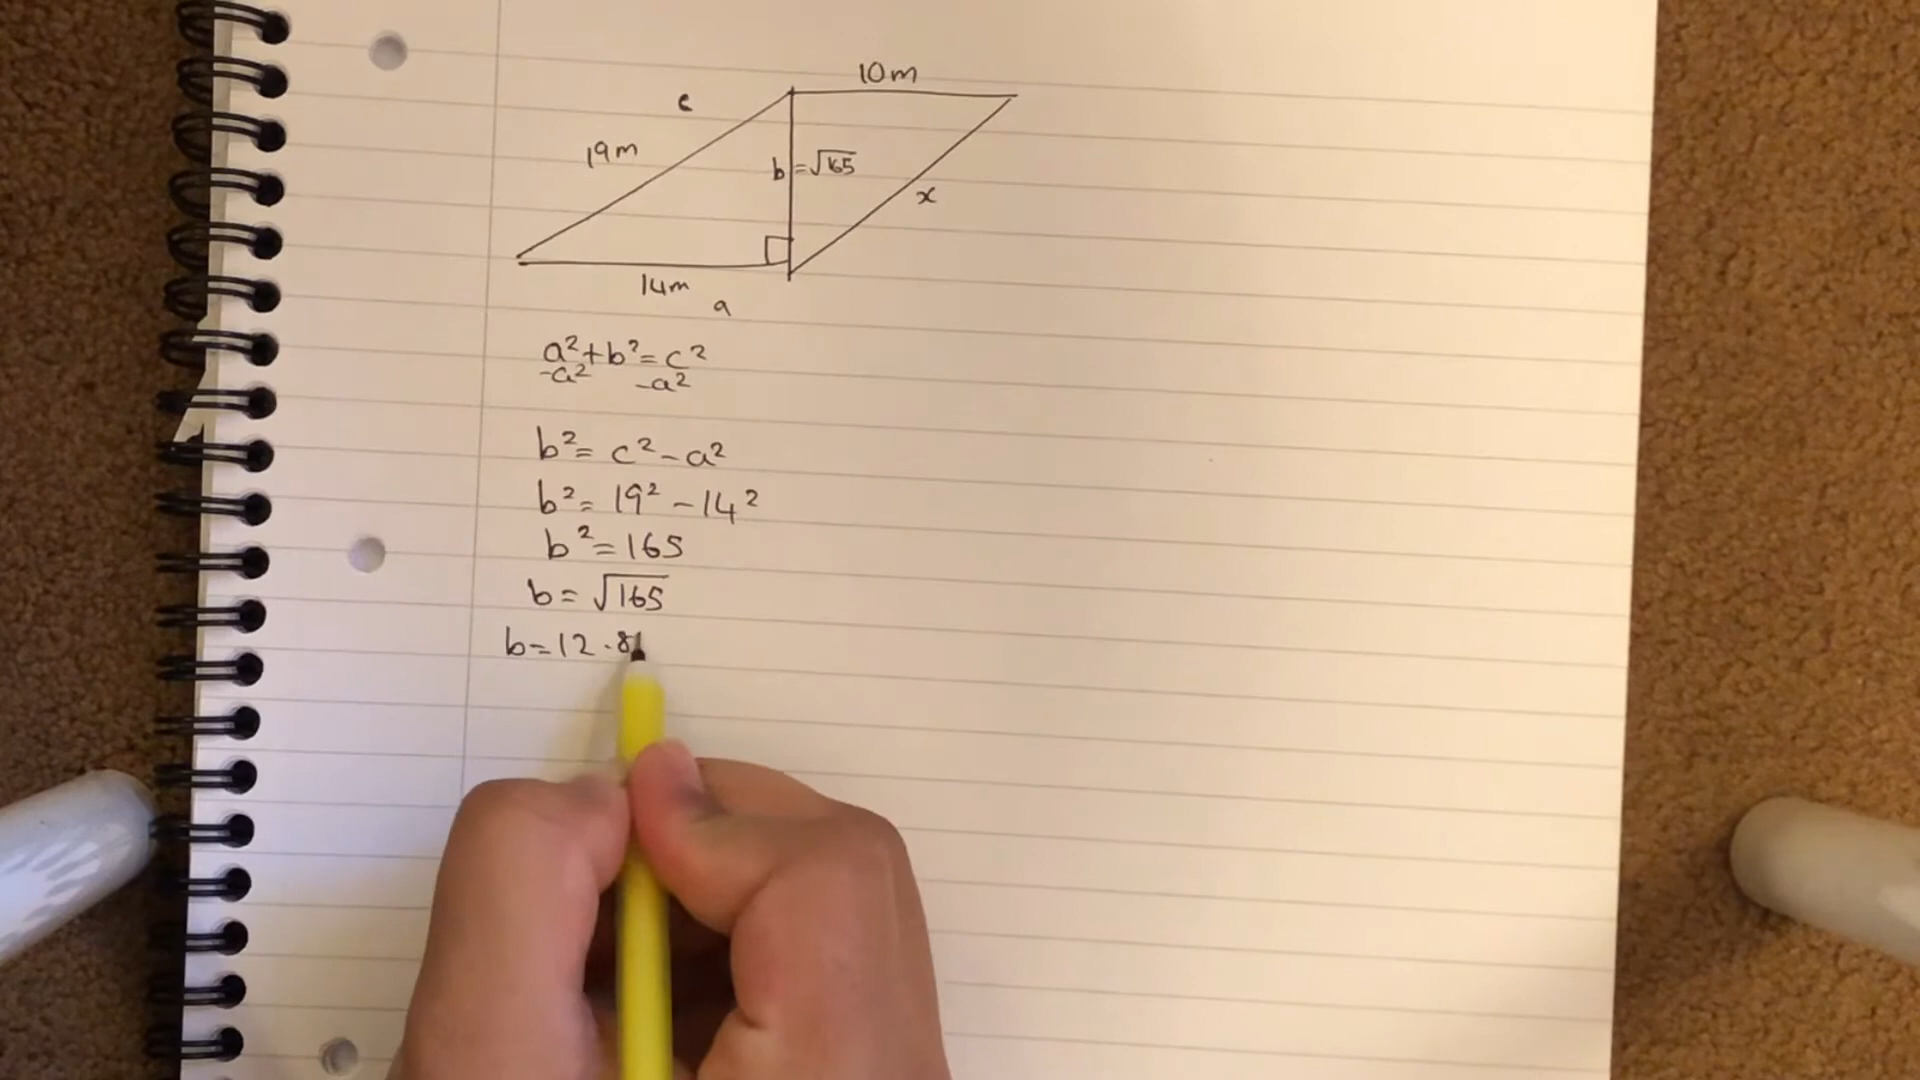 10m
c
19m
b=√165
x
14m
a
a²+b²=c²
-a² -a²
b²= c²-a²
b²= 19²-14²
b²=165
b= √165
b=12.8